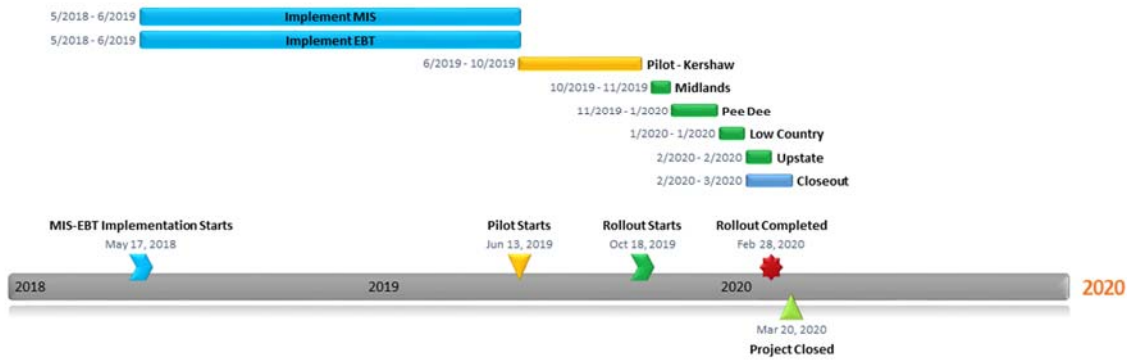 5/2018 - 6/2019 Implement MIS
5/2018 - 6/2019 Implement EBT
6/2019 - 10/2019 Pilot - Kershaw
10/2019 - 11/2019 Midlands
11/2019 - 1/2020 Pee Dee
1/2020 - 1/2020 Low Country
2/2020 - 2/2020 Upstate
2/2020 - 3/2020 Closeout
MIS-EBT Implementation Starts Pilot Starts Rollout Starts Rollout Completed
May 17, 2018 Jun 13, 2019 Oct 18, 2019 Feb 28, 2020
2018 2019 2020 2020
Mar 20, 2020
Project Closed